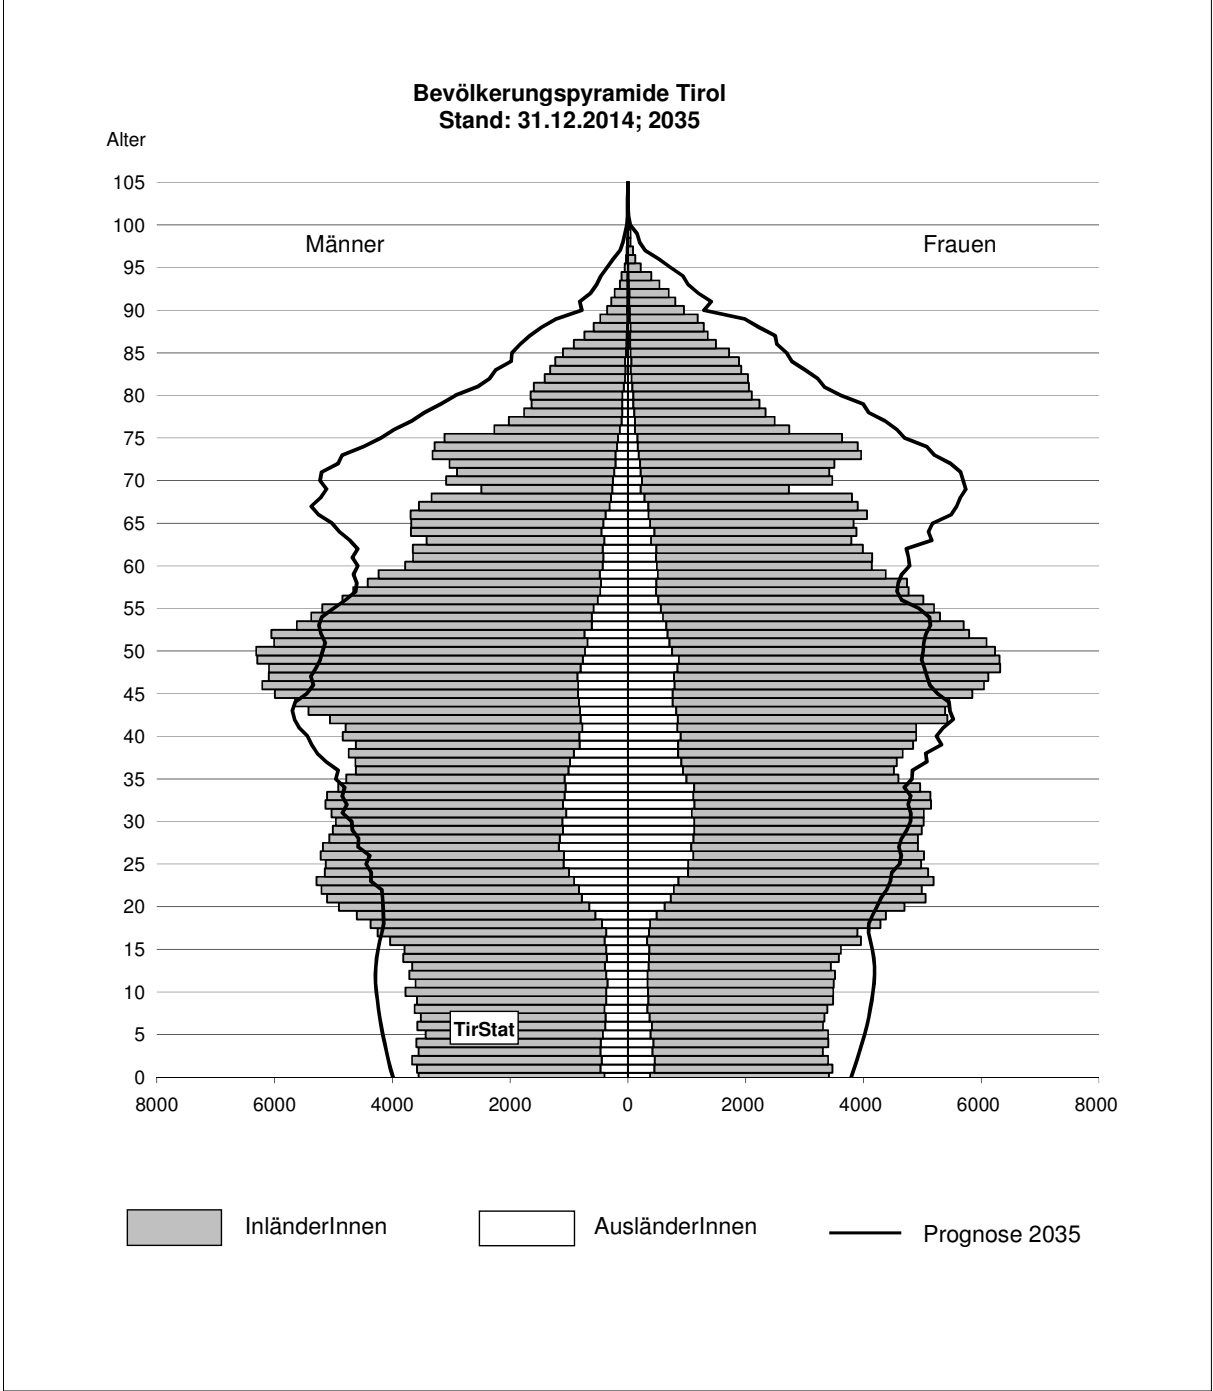 Bevölkerungspyramide Tirol
Stand: 31.12.2014; 2035
Alter
105
100
Männer
Frauen
95
90
85
80
75
70
65
60
55
50
45
40
35
30
25
20
15
10
TirStat
5
0
8000 6000 4000 2000 0 2000 4000 6000 8000
InländerInnen AusländerInnen Prognose 2035